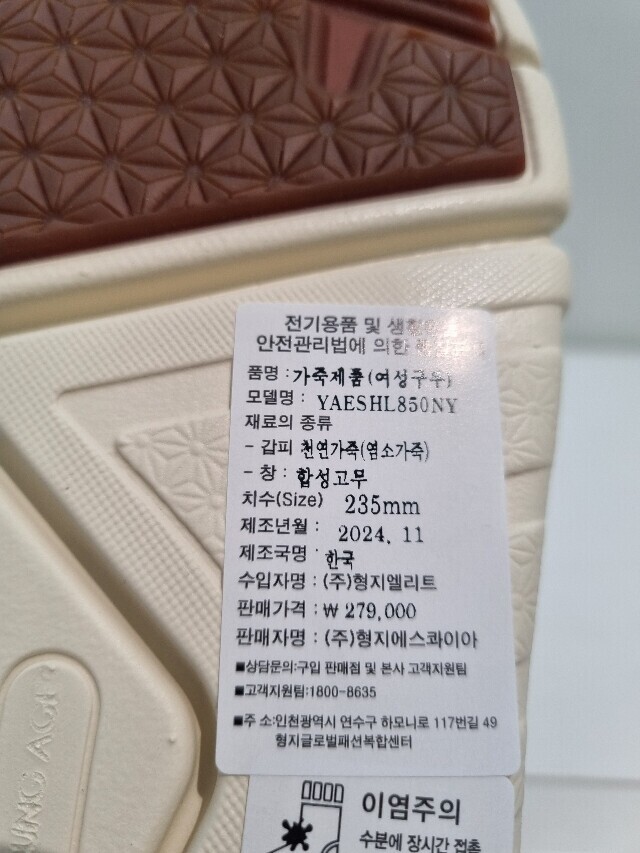 전기용품 및
안전관리법에 의한
품명 : 가죽제품(여성구두)
모델명 : YAESHL850NY
재료의 종류
- 갑피 천연가죽(염소가죽)
- 창 : 합성고무
치수(Size) 235mm
제조년월 : 2024. 11
제조국명 : 한국
수입자명 : (주)형지엘리트
판매가격 : ₩ 279,000
판매자명 : (주)형지에스콰이아
■상담문의:구입 판매점 및 본사 고객지원팀
■고객지원팀:1800-8635
■주 소:인천광역시 연수구 하모니로 117번길 49
형지글로벌패션복합센터
이염주의
수분에 장시간 접촉